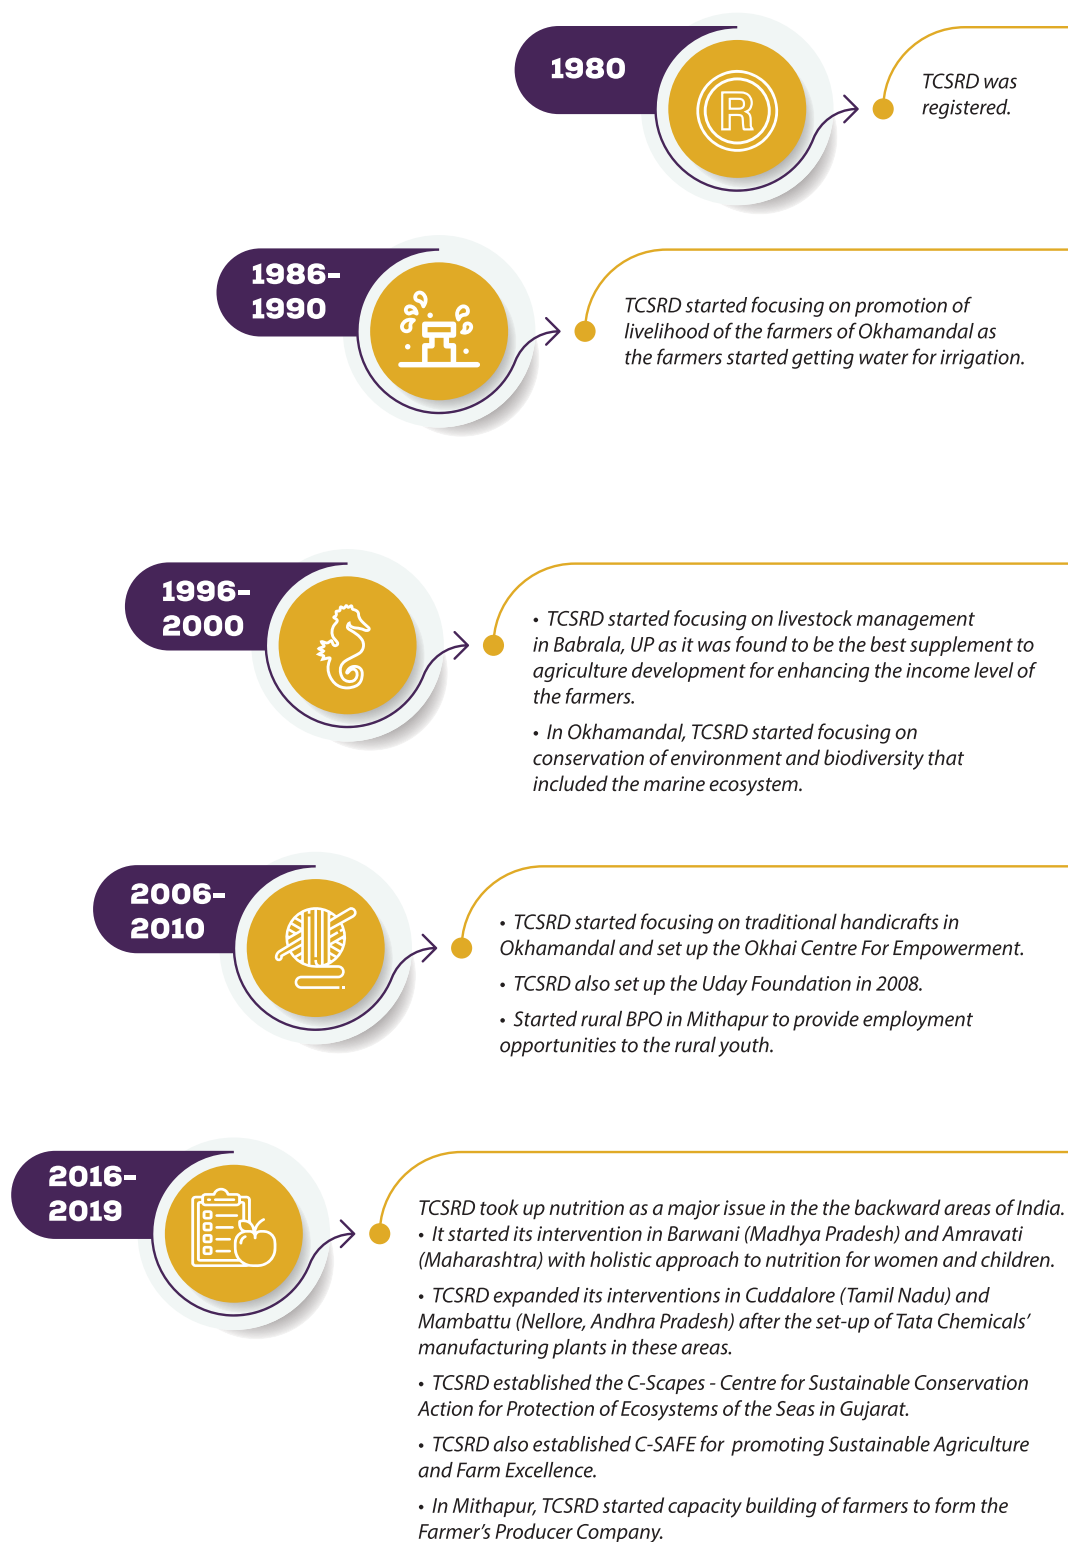 1980
R
TCSRD was
registered.
1986-
1990
TCSRD started focusing on promotion of
livelihood of the farmers of Okhamandal as
the farmers started getting water for irrigation.
1996-
2000
• TCSRD started focusing on livestock management
in Babrala, UP as it was found to be the best supplement to
agriculture development for enhancing the income level of
the farmers.
• In Okhamandal, TCSRD started focusing on
conservation of environment and biodiversity that
included the marine ecosystem.
2006-
2010
• TCSRD started focusing on traditional handicrafts in
Okhamandal and set up the Okhai Centre For Empowerment.
• TCSRD also set up the Uday Foundation in 2008.
• Started rural BPO in Mithapur to provide employment
opportunities to the rural youth.
2016-
2019
TCSRD took up nutrition as a major issue in the the backward areas of India.
• It started its intervention in Barwani (Madhya Pradesh) and Amravati
(Maharashtra) with holistic approach to nutrition for women and children.
• TCSRD expanded its interventions in Cuddalore (Tamil Nadu) and
Mambattu (Nellore, Andhra Pradesh) after the set-up of Tata Chemicals’
manufacturing plants in these areas.
• TCSRD established the C-Scapes - Centre for Sustainable Conservation
Action for Protection of Ecosystems of the Seas in Gujarat.
• TCSRD also established C-SAFE for promoting Sustainable Agriculture
and Farm Excellence.
• In Mithapur, TCSRD started capacity building of farmers to form the
Farmer’s Producer Company.